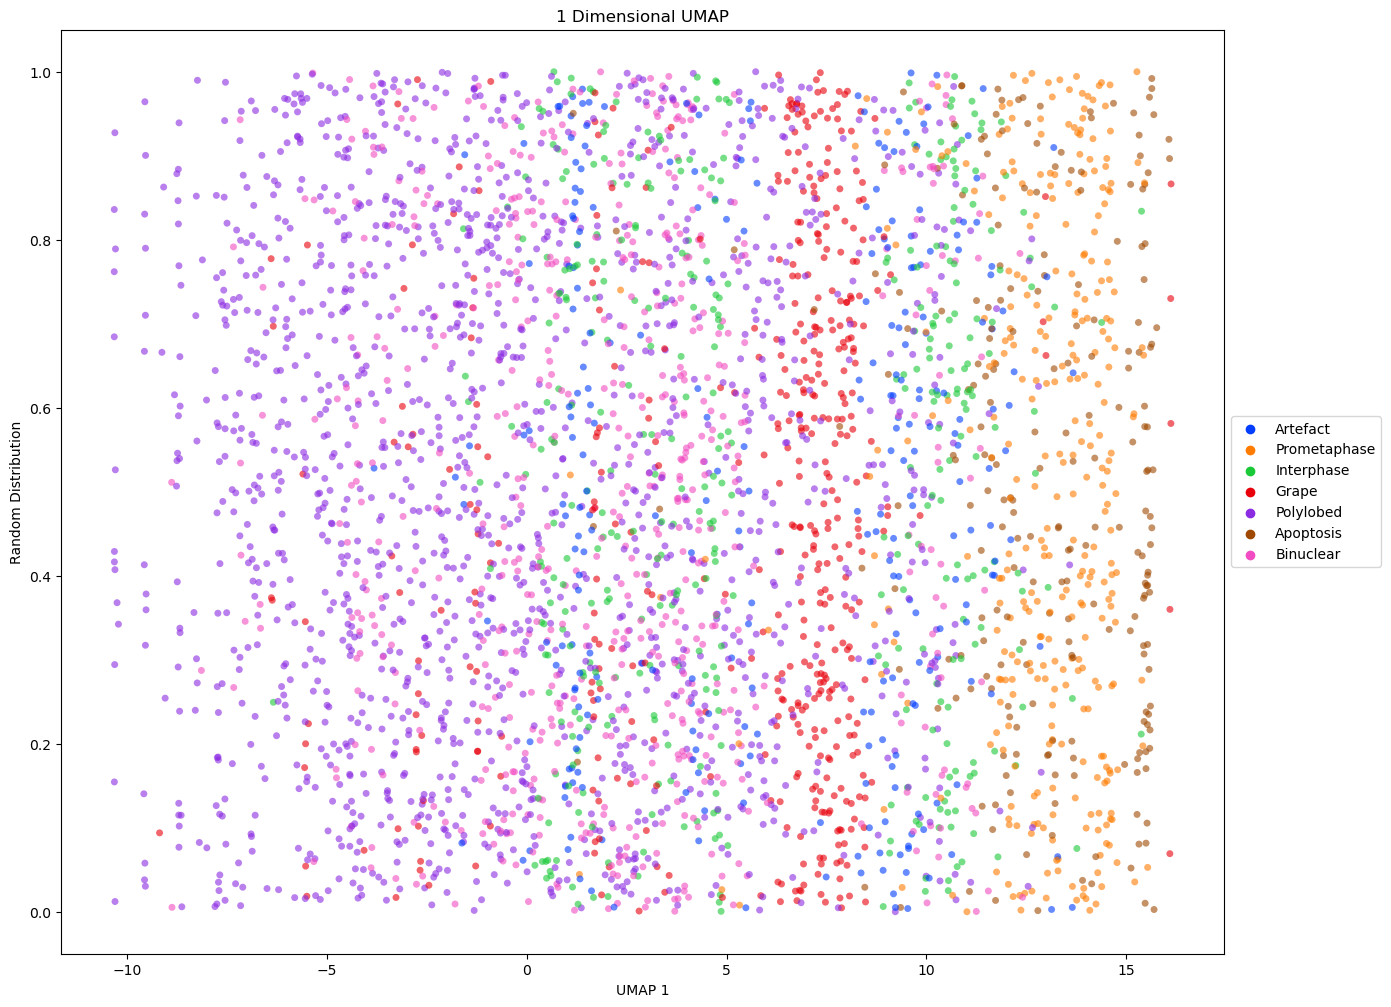 1 Dimensional UMAP
1.0
0.8
0.6
0.4
0.2
0.0
Random Distribution
−10
−5
0
5
10
15
UMAP 1
Artefact
Prometaphase
Interphase
Grape
Polylobed
Apoptosis
Binuclear